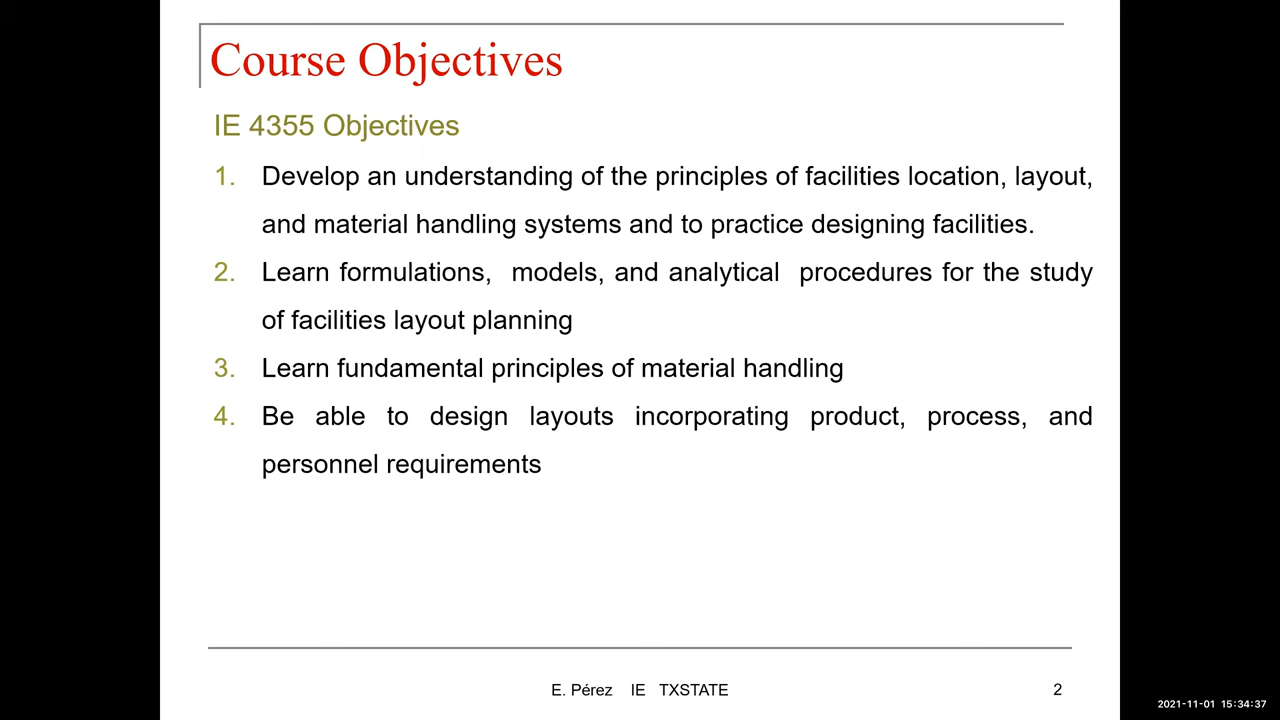 Course Objectives
IE 4355 Objectives
1. Develop an understanding of the principles of facilities location, layout,
and material handling systems and to practice designing facilities.
2. Learn formulations, models, and analytical procedures for the study
of facilities layout planning
3. Learn fundamental principles of material handling
4. Be able to design layouts incorporating product, process, and
personnel requirements
E. Pérez IE TXSTATE
2
2021-11-01 15:34:37